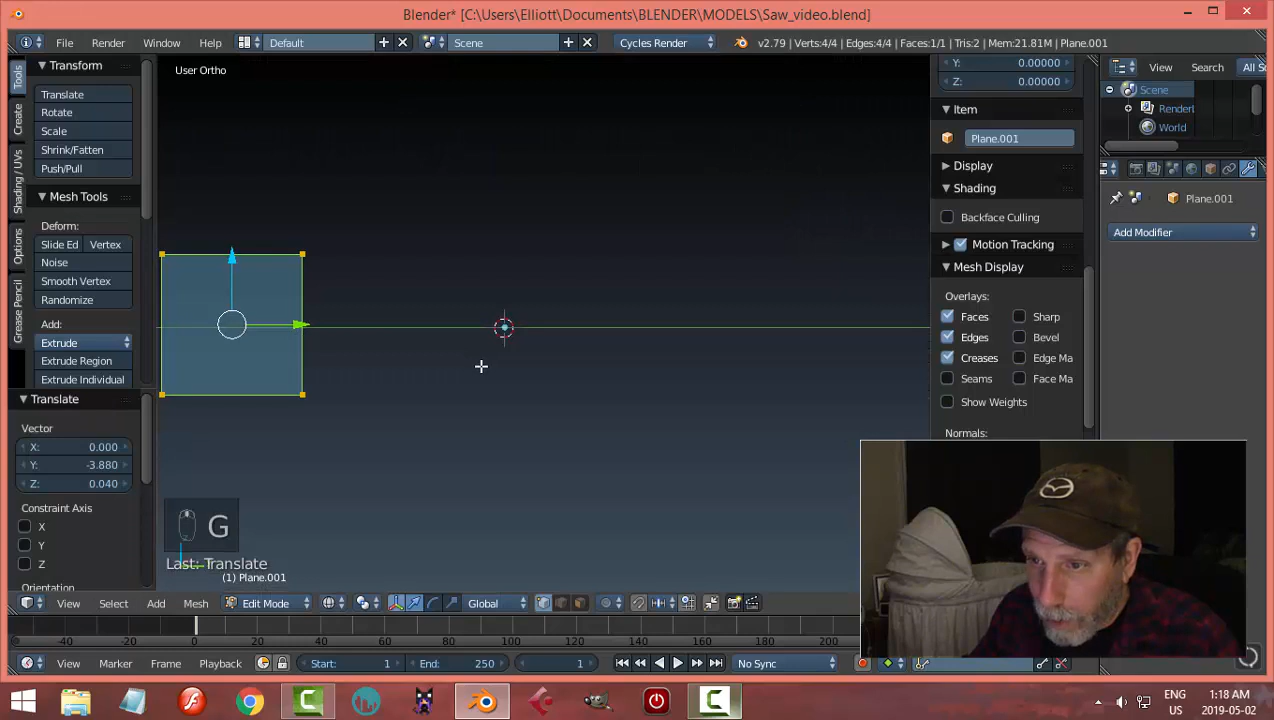 Blender* [C:\Users\Elliott\Documents\BLENDER\MODELS\Saw_video.blend]
File Render Window Help Default Scene Cycles Render v2.79 | Verts:4/4 | Edges:4/4 | Faces:1/1 | Tris:2 | Mem:21.81M | Plane.001
Tools
Create
Shading / UVs
Options
Grease Pencil
Transform
Translate
Rotate
Scale
Shrink/Fatten
Push/Pull
Mesh Tools
Deform:
Slide Ed Vertex
Noise
Smooth Vertex
Randomize
Add:
Extrude
Extrude Region
Extrude Individual
Translate
Vector
X: 0.000
Y: -3.880
Z: 0.040
Constraint Axis
X
Y
Z
Orientation
User Ortho
G
Last: Translate
(1) Plane.001
Y: 0.00000
Z: 0.00000
Item
Plane.001
Display
Shading
Backface Culling
Motion Tracking
Mesh Display
Overlays:
Faces Sharp
Edges Bevel
Creases Edge Ma
Seams Face Ma
Show Weights
Normals:
View Search All S
Scene
Render
World
Plane.001
Add Modifier
View Select Add Mesh Edit Mode Global
-40 -20 0 20 40 60 80 100 120 140 160 180 200
View Marker Frame Playback Start: 1 End: 250 1 No Sync
ENG
US
1:18 AM
2019-05-02